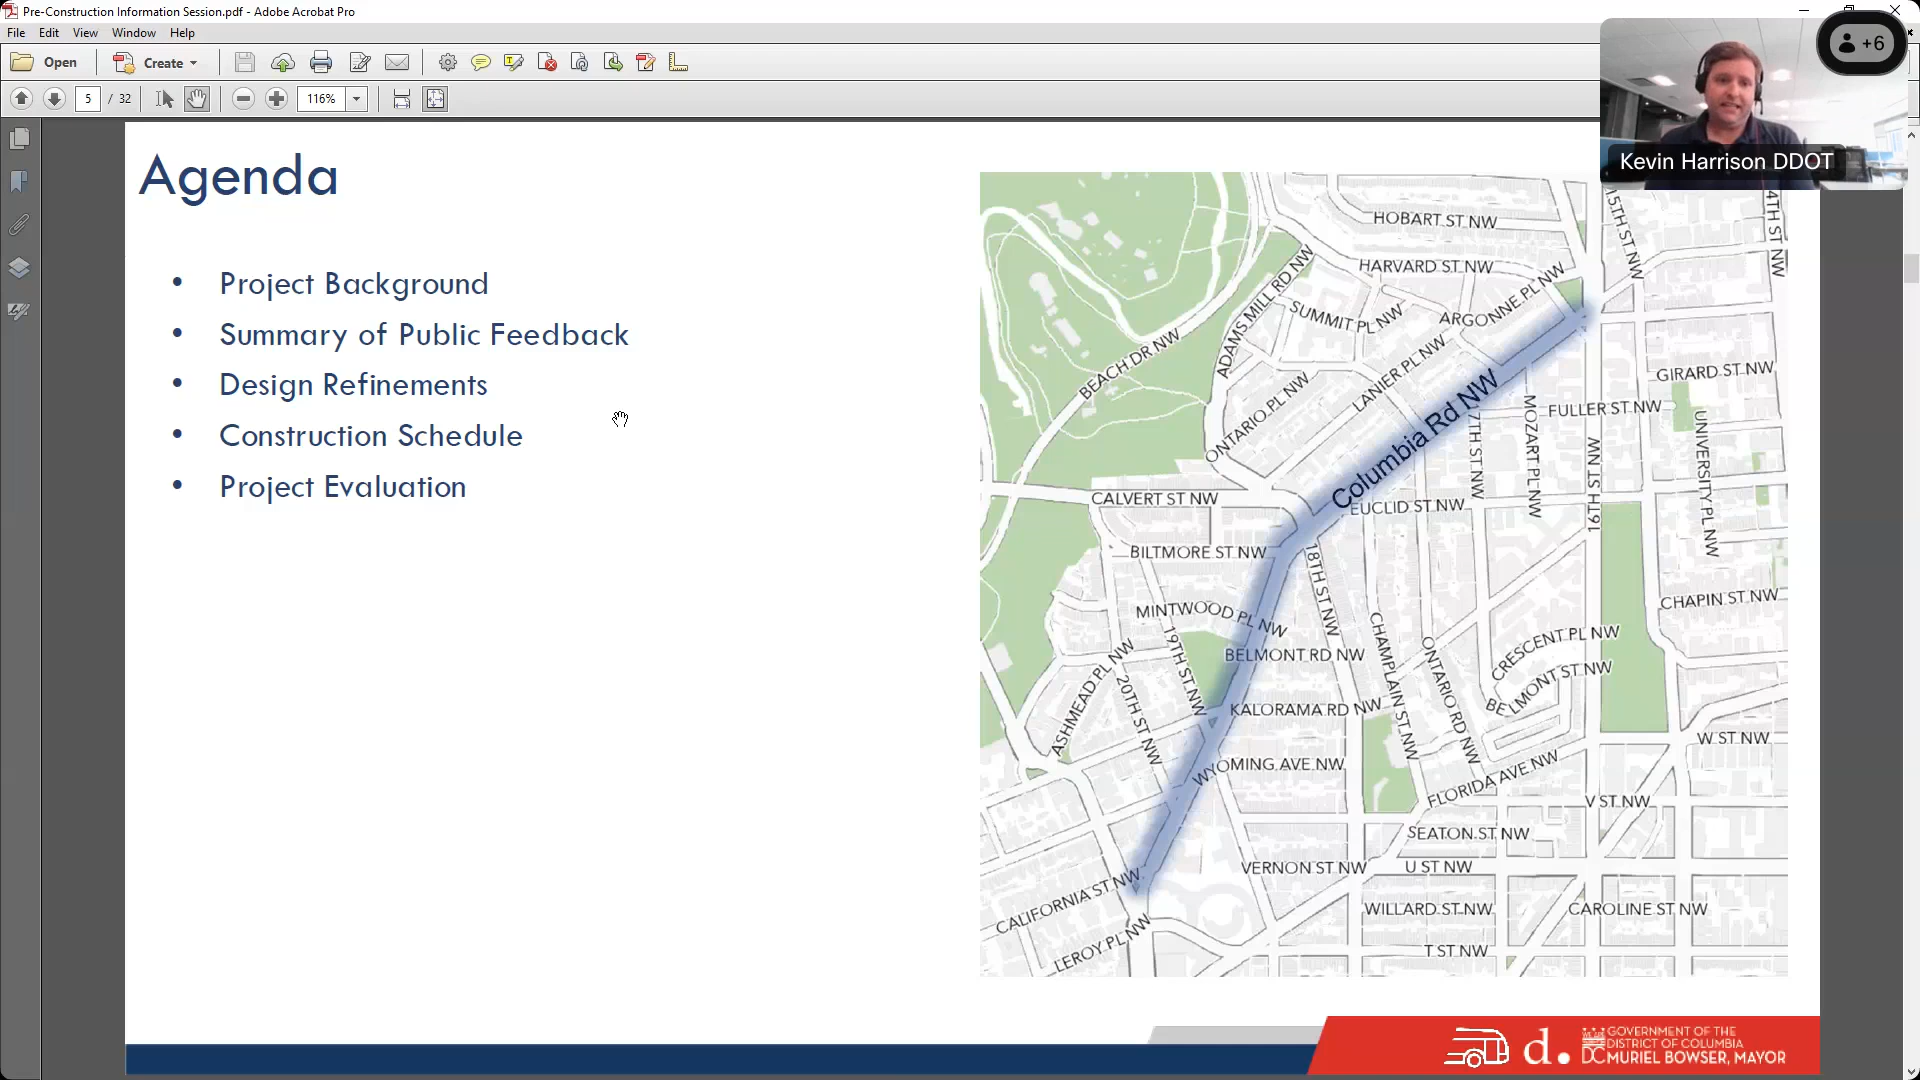 Pre-Construction Information Session.pdf - Adobe Acrobat Pro
File Edit View Window Help
Open Create
5 / 32 116%
+6
Kevin Harrison DDOT
Agenda
• Project Background
• Summary of Public Feedback
• Design Refinements
• Construction Schedule
• Project Evaluation
HOBART ST NW
15TH ST NW
4TH ST NW
HARVARD ST NW
ADAMS MILL RD NW
SUMMIT PL NW
ARGONNE PL NW
BEACH DR NW
LANIER PL NW
GIRARD ST NW
ONTARIO PL NW
Columbia Rd NW
FULLER ST NW
17TH ST NW
MOZART PL NW
16TH ST NW
UNIVERSITY PL NW
CALVERT ST NW
EUCLID ST NW
BILTMORE ST NW
18TH ST NW
MINTWOOD PL NW
CHAPIN ST NW
19TH ST NW
CHAMPLAIN ST NW
CRESCENT PL NW
BELMONT RD NW
ONTARIO RD NW
BELMONT ST NW
ASHMEAD PL NW
20TH ST NW
KALORAMA RD NW
W ST NW
WYOMING AVE NW
FLORIDA AVE NW
V ST NW
SEATON ST NW
VERNON ST NW
U ST NW
CALIFORNIA ST NW
WILLARD ST NW
CAROLINE ST NW
LEROY PL NW
T ST NW
d.
WE ARE
DC
GOVERNMENT OF THE
DISTRICT OF COLUMBIA
MURIEL BOWSER, MAYOR